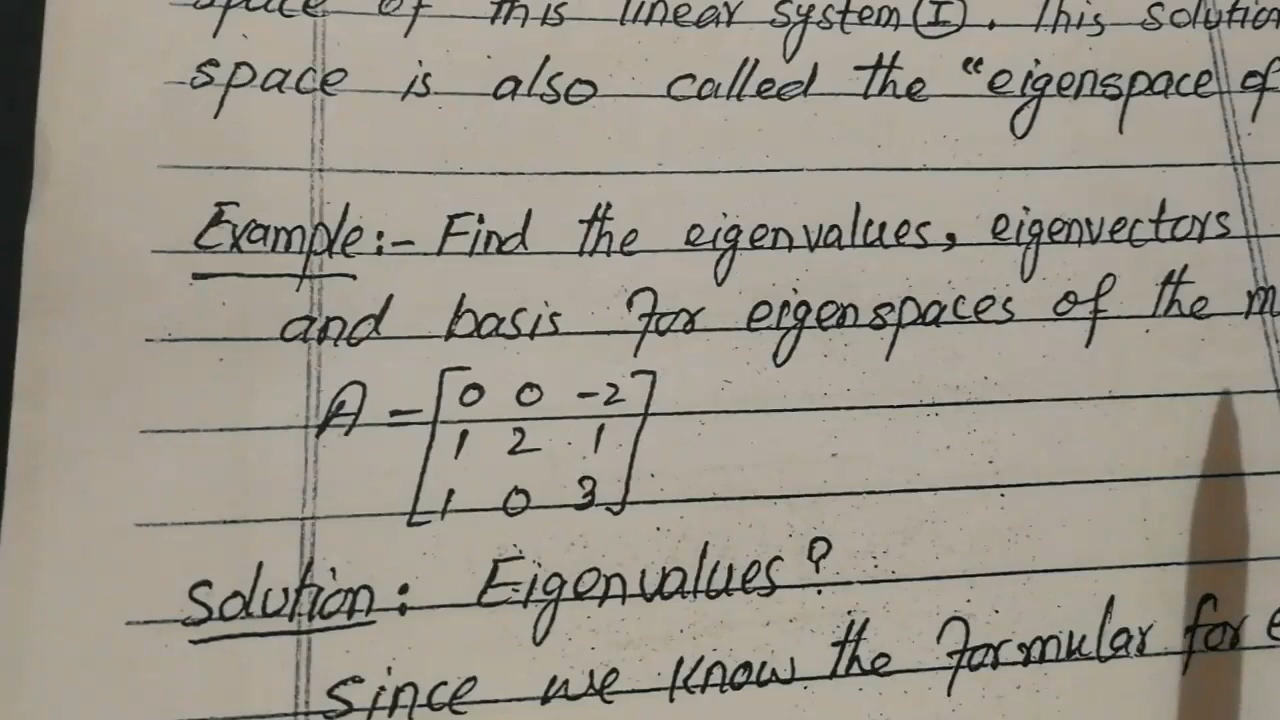 space of this linear system (I). This solution
space is also called the "eigenspace of
Example:- Find the eigenvalues, eigenvectors
and basis for eigenspaces of the
A = [0 0 -2
1 2 1
1 0 3]
Solution: Eigenvalues?
Since we know the formular for